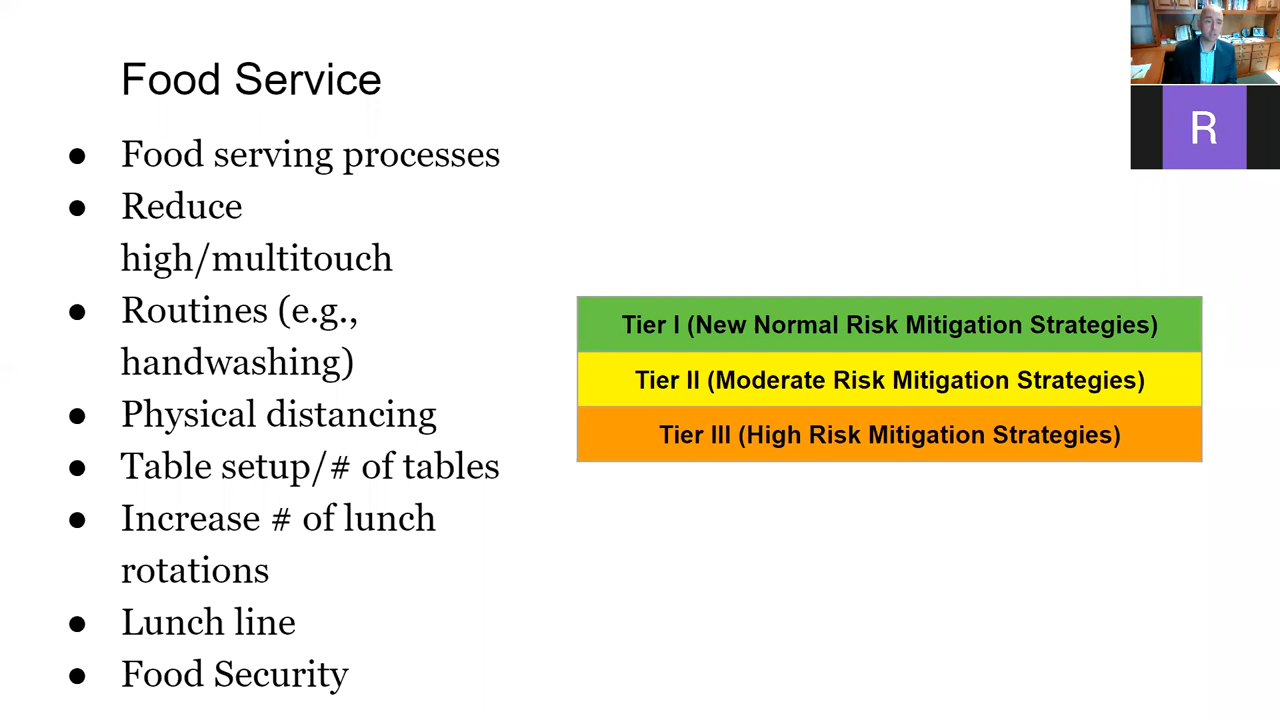 Food Service
● Food serving processes
● Reduce
high/multitouch
● Routines (e.g.,
handwashing)
● Physical distancing
● Table setup/# of tables
● Increase # of lunch
rotations
● Lunch line
● Food Security
Tier I (New Normal Risk Mitigation Strategies)
Tier II (Moderate Risk Mitigation Strategies)
Tier III (High Risk Mitigation Strategies)
R